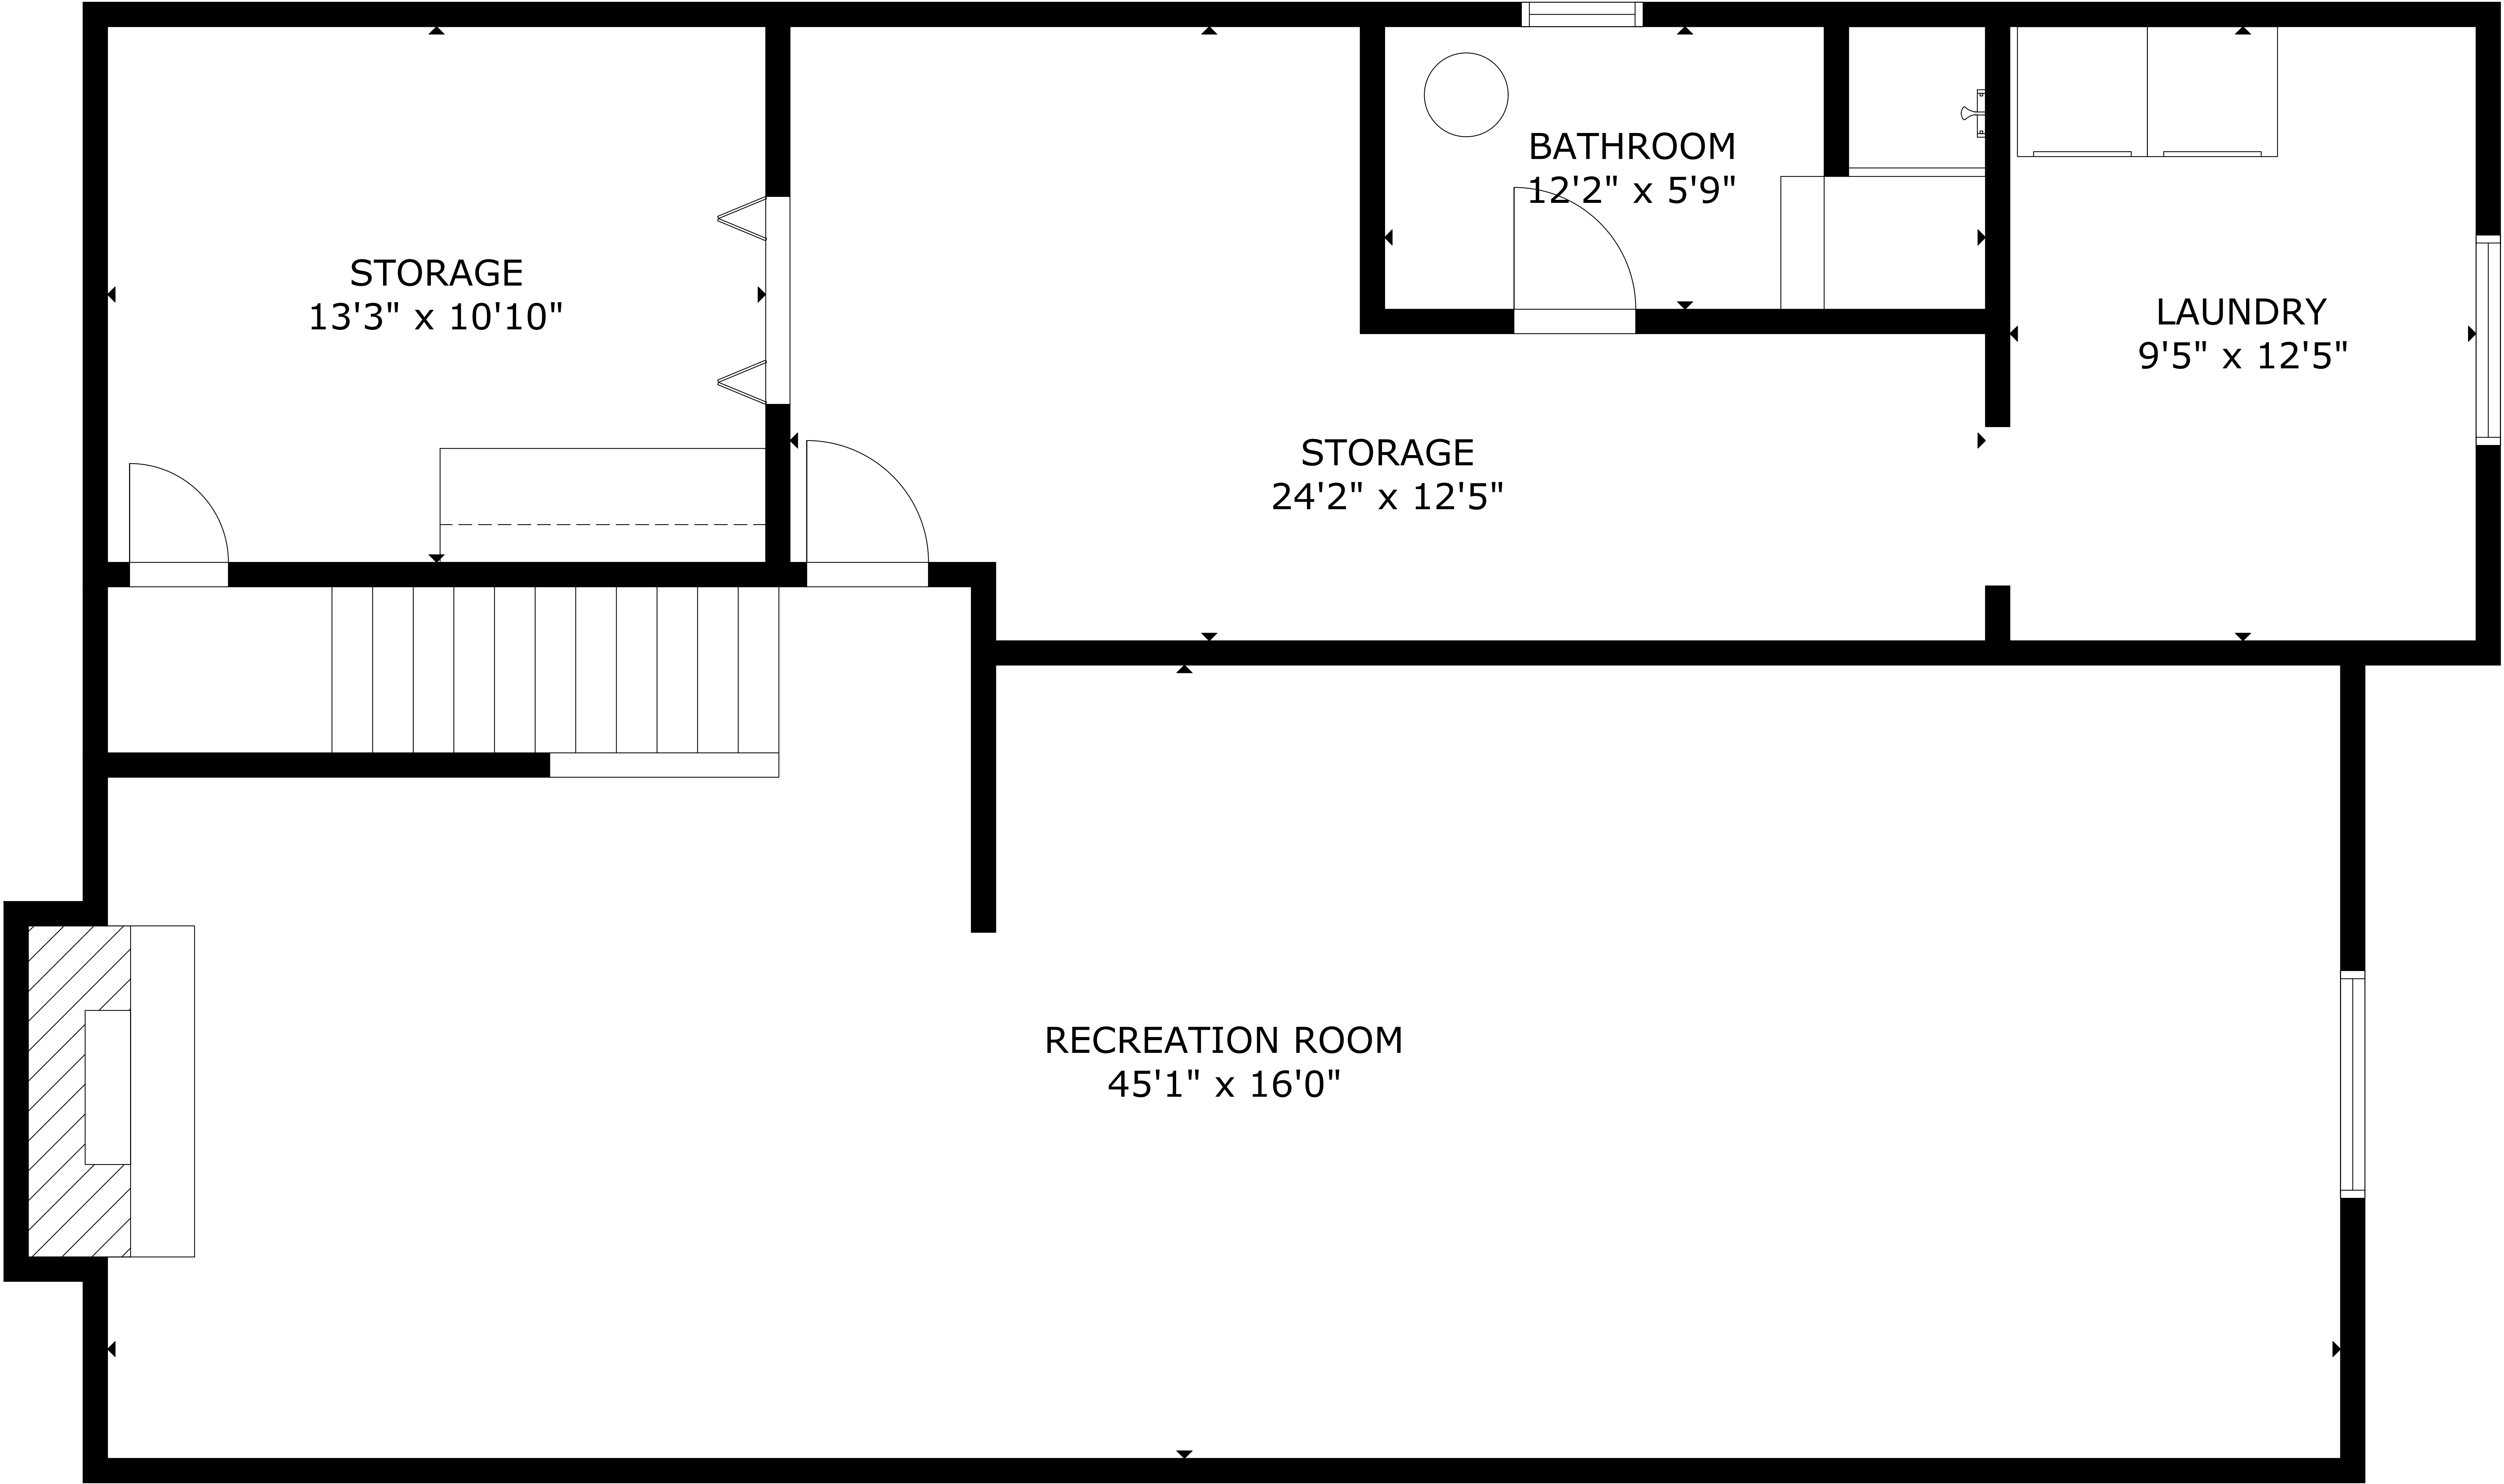 BATHROOM
12'2" x 5'9"
STORAGE
13'3" x 10'10"
LAUNDRY
9'5" x 12'5"
STORAGE
24'2" x 12'5"
RECREATION ROOM
45'1" x 16'0"